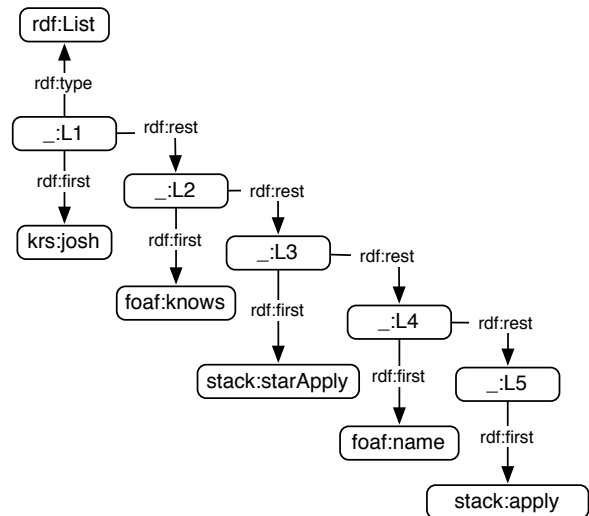 rdf:List
rdf:type
_:L1
rdf:rest
rdf:first
_:L2
rdf:rest
krs:josh
rdf:first
_:L3
rdf:rest
foaf:knows
rdf:first
_:L4
rdf:rest
stack:starApply
rdf:first
_:L5
foaf:name
rdf:first
stack:apply